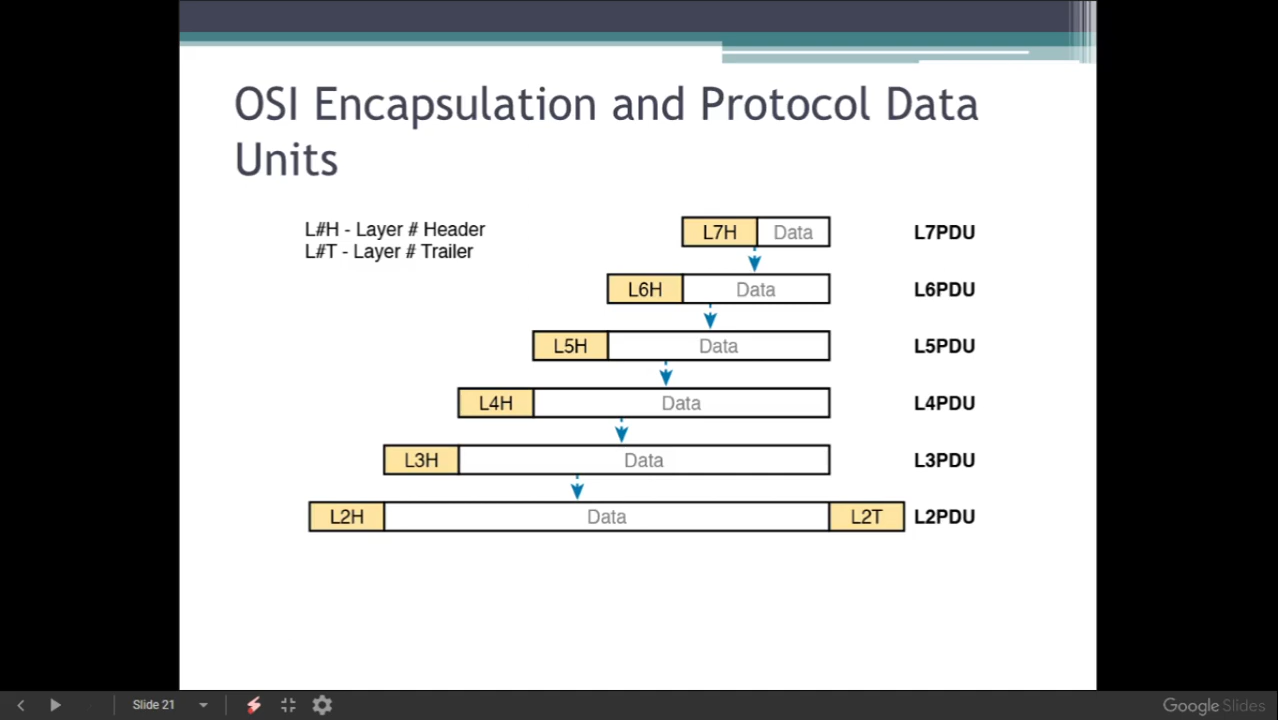 OSI Encapsulation and Protocol Data
Units
L#H - Layer # Header
L#T - Layer # Trailer
L7H Data L7PDU
L6H Data L6PDU
L5H Data L5PDU
L4H Data L4PDU
L3H Data L3PDU
L2H Data L2T L2PDU
Slide 21
Google Slides